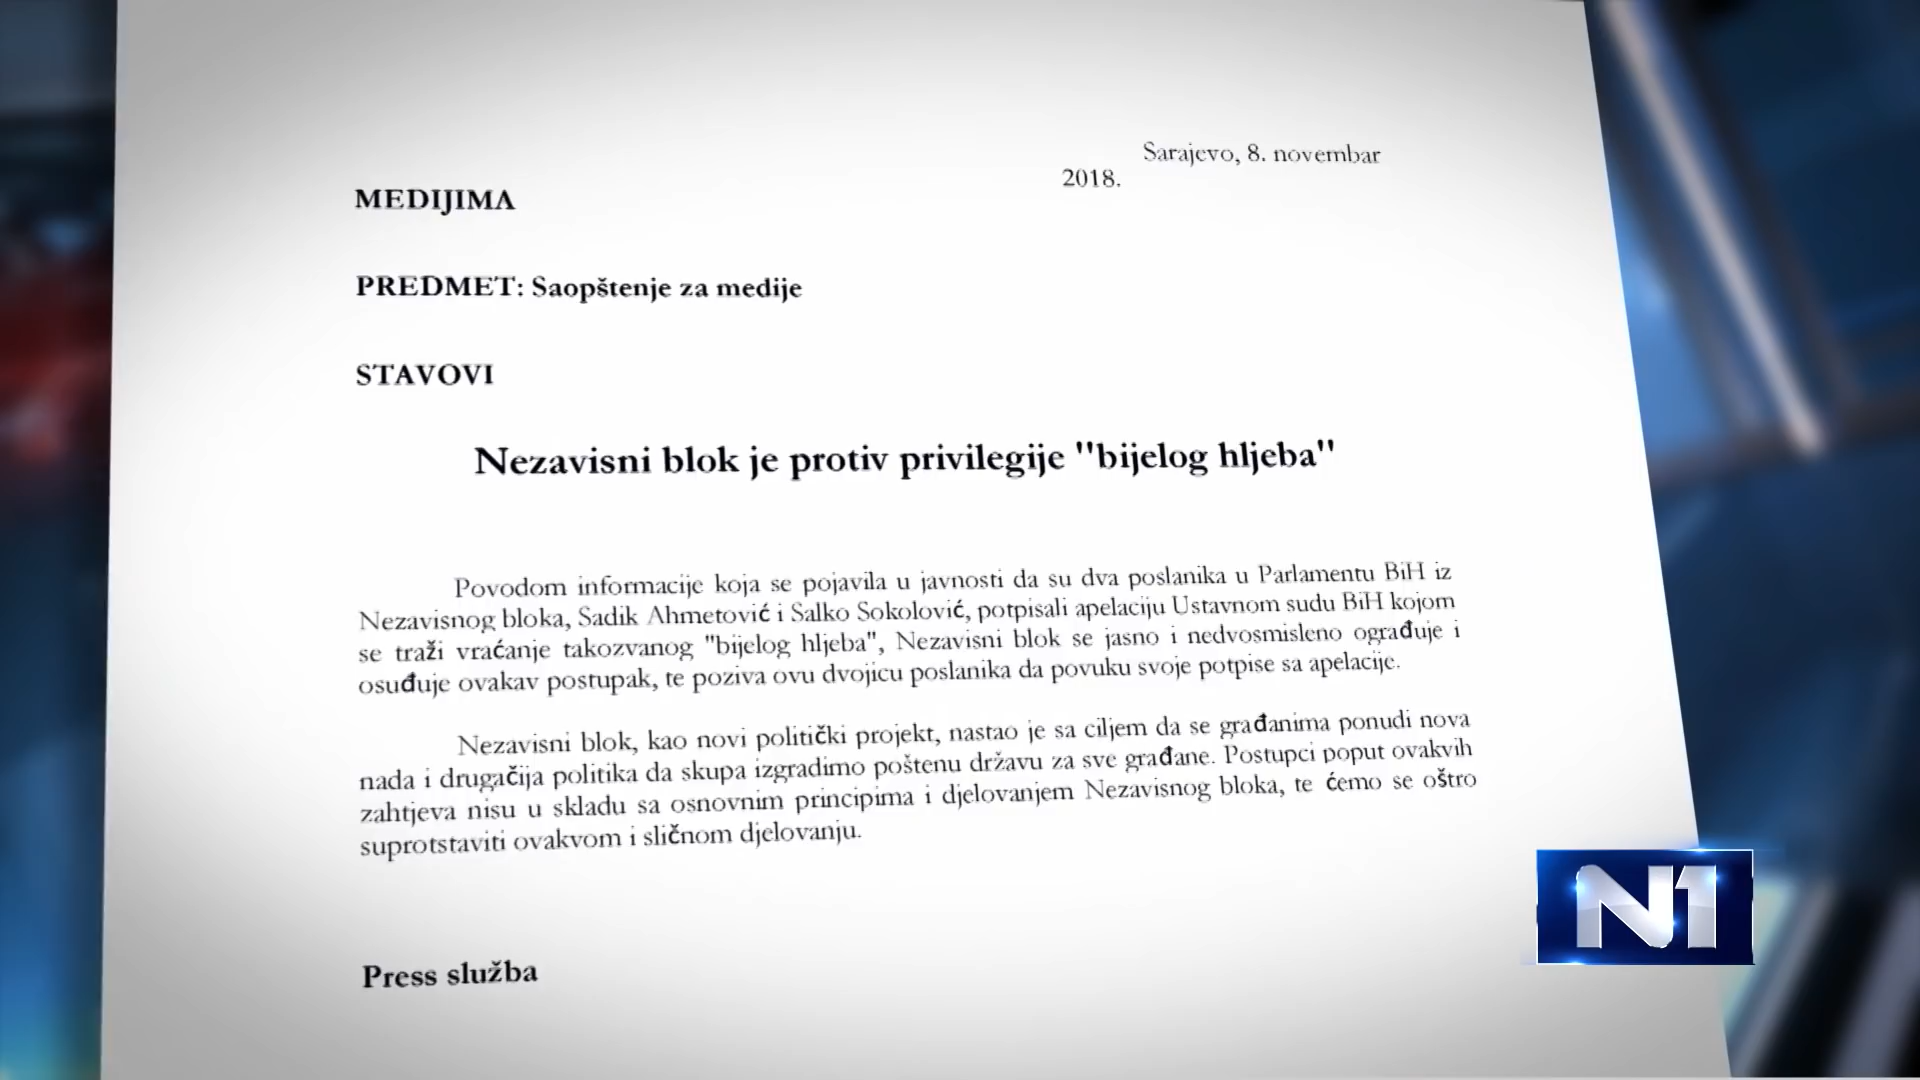 Sarajevo, 8. novembar
2018.
MEDIJIMA
PREDMET: Saopštenje za medije
STAVOVI
Nezavisni blok je protiv privilegije "bijelog hljeba"
Povodom informacije koja se pojavila u javnosti da su dva poslanika u Parlamentu BiH iz
Nezavisnog bloka, Sadik Ahmetović i Salko Sokolović, potpisali apelaciju Ustavnom sudu BiH kojom
se traži vraćanje takozvanog "bijelog hljeba", Nezavisni blok se jasno i nedvosmisleno ograđuje i
osuđuje ovakav postupak, te poziva ovu dvojicu poslanika da povuku svoje potpise sa apelacije.
Nezavisni blok, kao novi politički projekt, nastao je sa ciljem da se građanima ponudi nova
nada i drugačija politika da skupa izgradimo poštenu državu za sve građane. Postupci poput ovakvih
zahtjeva nisu u skladu sa osnovnim principima i djelovanjem Nezavisnog bloka, te ćemo se oštro
suprotstaviti ovakvom i sličnom djelovanju.
Press služba
N1